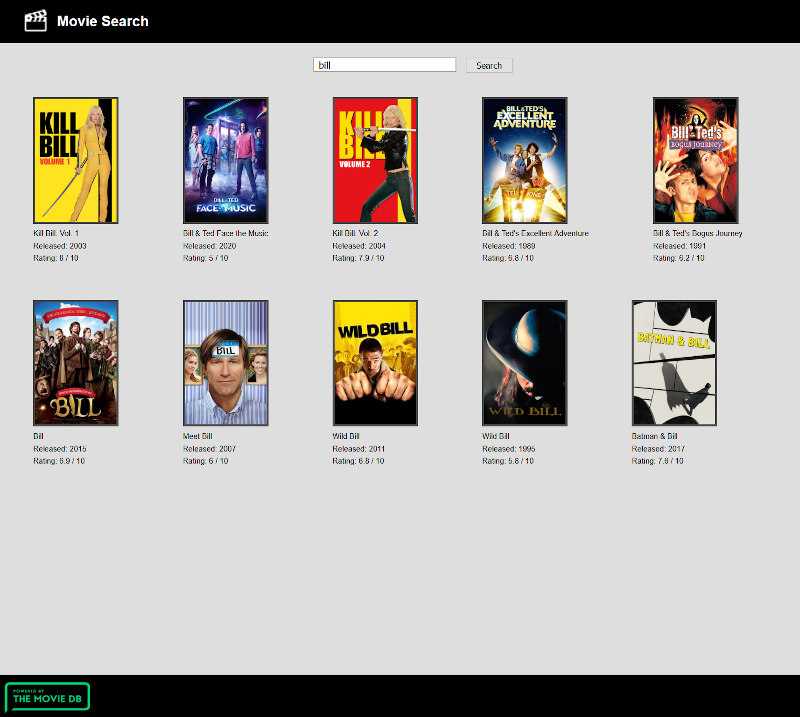 Movie Search
bill
Search
KILL
BILL
VOLUME 1
BILL & TED
FACE THE MUSIC
KILL
BILL
VOLUME 2
BILL & TED'S
EXCELLENT
ADVENTURE
Bill & Ted's
BOGUS JOURNEY
Kill Bill: Vol. 1
Released: 2003
Rating: 8 / 10
Bill & Ted Face the Music
Released: 2020
Rating: 5 / 10
Kill Bill: Vol. 2
Released: 2004
Rating: 7.9 / 10
Bill & Ted's Excellent Adventure
Released: 1989
Rating: 6.8 / 10
Bill & Ted's Bogus Journey
Released: 1991
Rating: 6.2 / 10
BILL
BILL
WILD BILL
WILD BILL
BATMAN & BILL
Bill
Released: 2015
Rating: 6.9 / 10
Meet Bill
Released: 2007
Rating: 6 / 10
Wild Bill
Released: 2011
Rating: 6.8 / 10
Wild Bill
Released: 1995
Rating: 5.8 / 10
Batman & Bill
Released: 2017
Rating: 7.6 / 10
POWERED BY
THE MOVIE DB